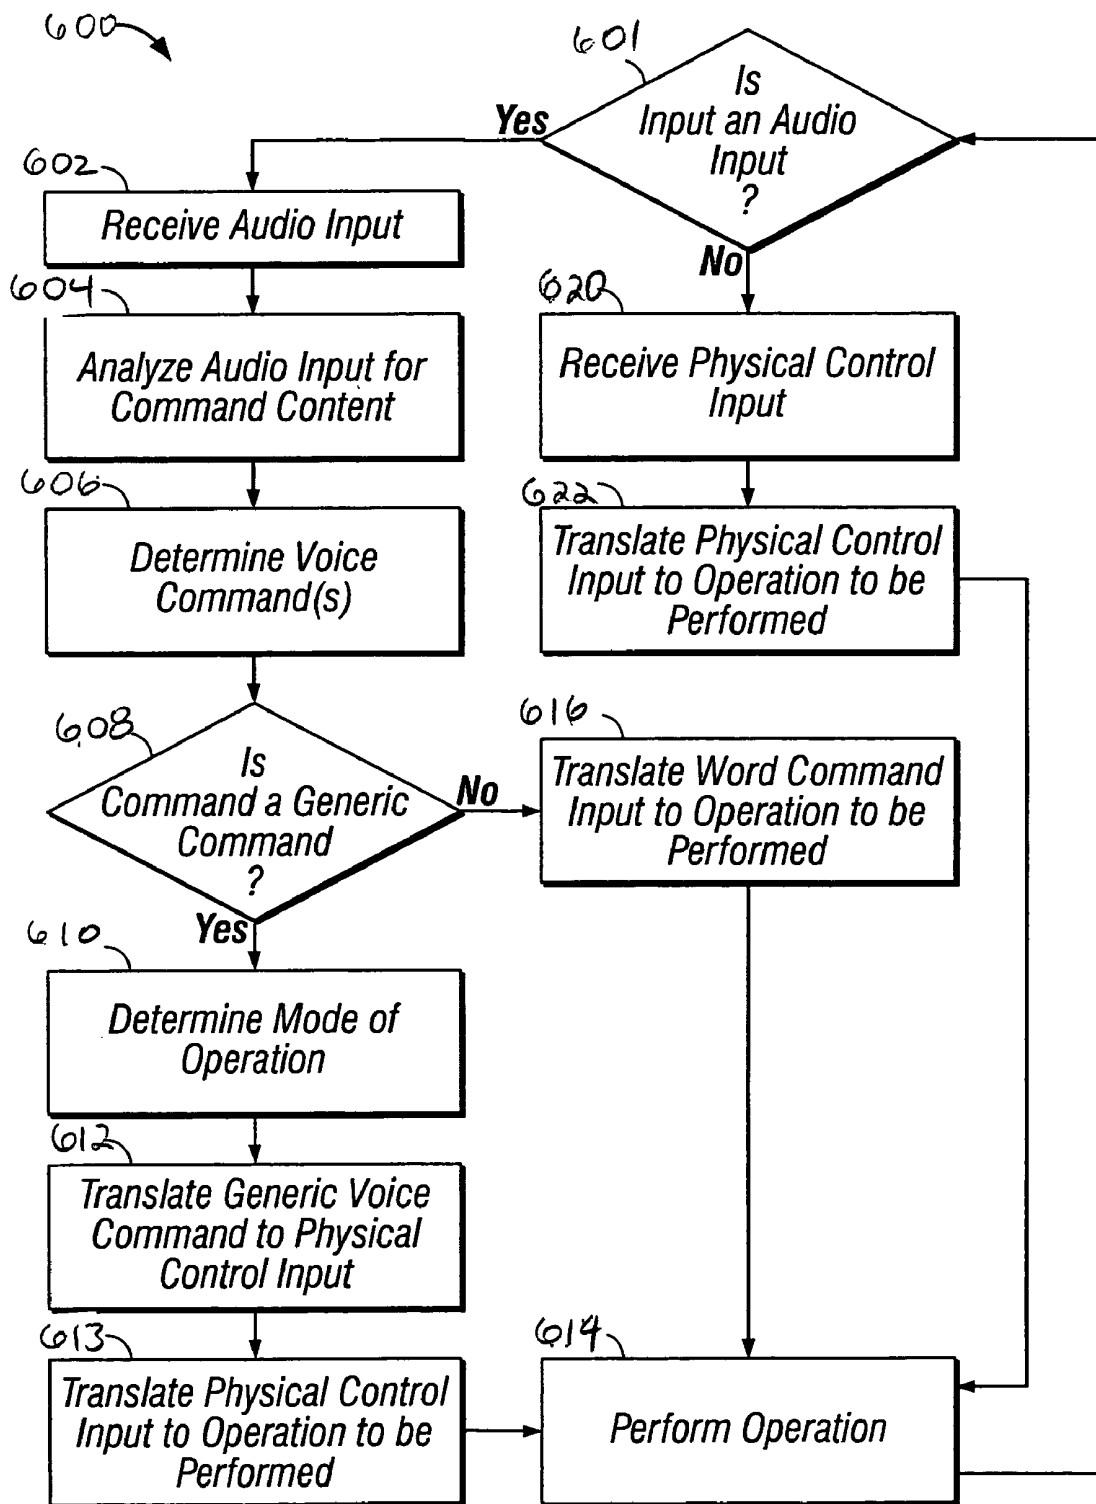 600
601
Is
Input an Audio
Input
?
Yes
No
602
Receive Audio Input
604
Analyze Audio Input for
Command Content
606
Determine Voice
Command(s)
620
Receive Physical Control
Input
622
Translate Physical Control
Input to Operation to be
Performed
608
Is
Command a Generic
Command
?
No
Yes
616
Translate Word Command
Input to Operation to be
Performed
610
Determine Mode of
Operation
612
Translate Generic Voice
Command to Physical
Control Input
613
Translate Physical Control
Input to Operation to be
Performed
614
Perform Operation